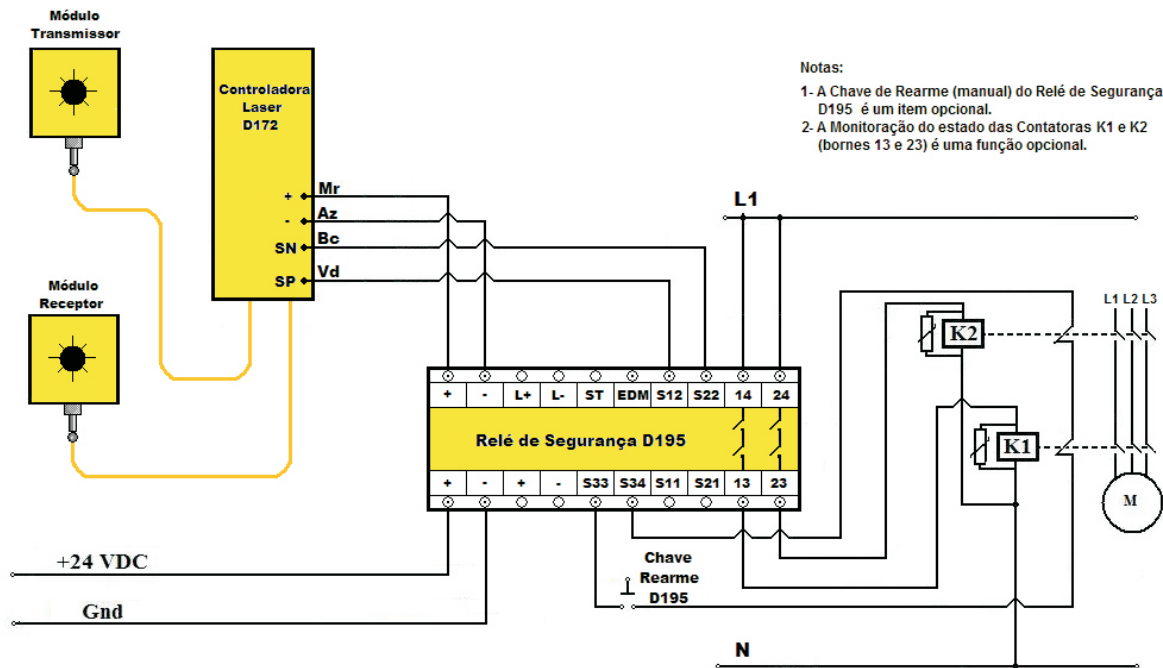 Módulo
Transmissor
Controladora
Laser
D172
+
-
SN
SP
Mr
Az
Bc
Vd
Módulo
Receptor
Notas:
1- A Chave de Rearme (manual) do Relé de Segurança
D195 é um item opcional.
2- A Monitoração do estado das Contatoras K1 e K2
(bornes 13 e 23) é uma função opcional.
L1
L1 L2 L3
K2
K1
M
+ - L+ L- ST EDM S12 S22 14 24
Relé de Segurança D195
+ - + - S33 S34 S11 S21 13 23
+24 VDC
Gnd
Chave
Rearme
D195
N